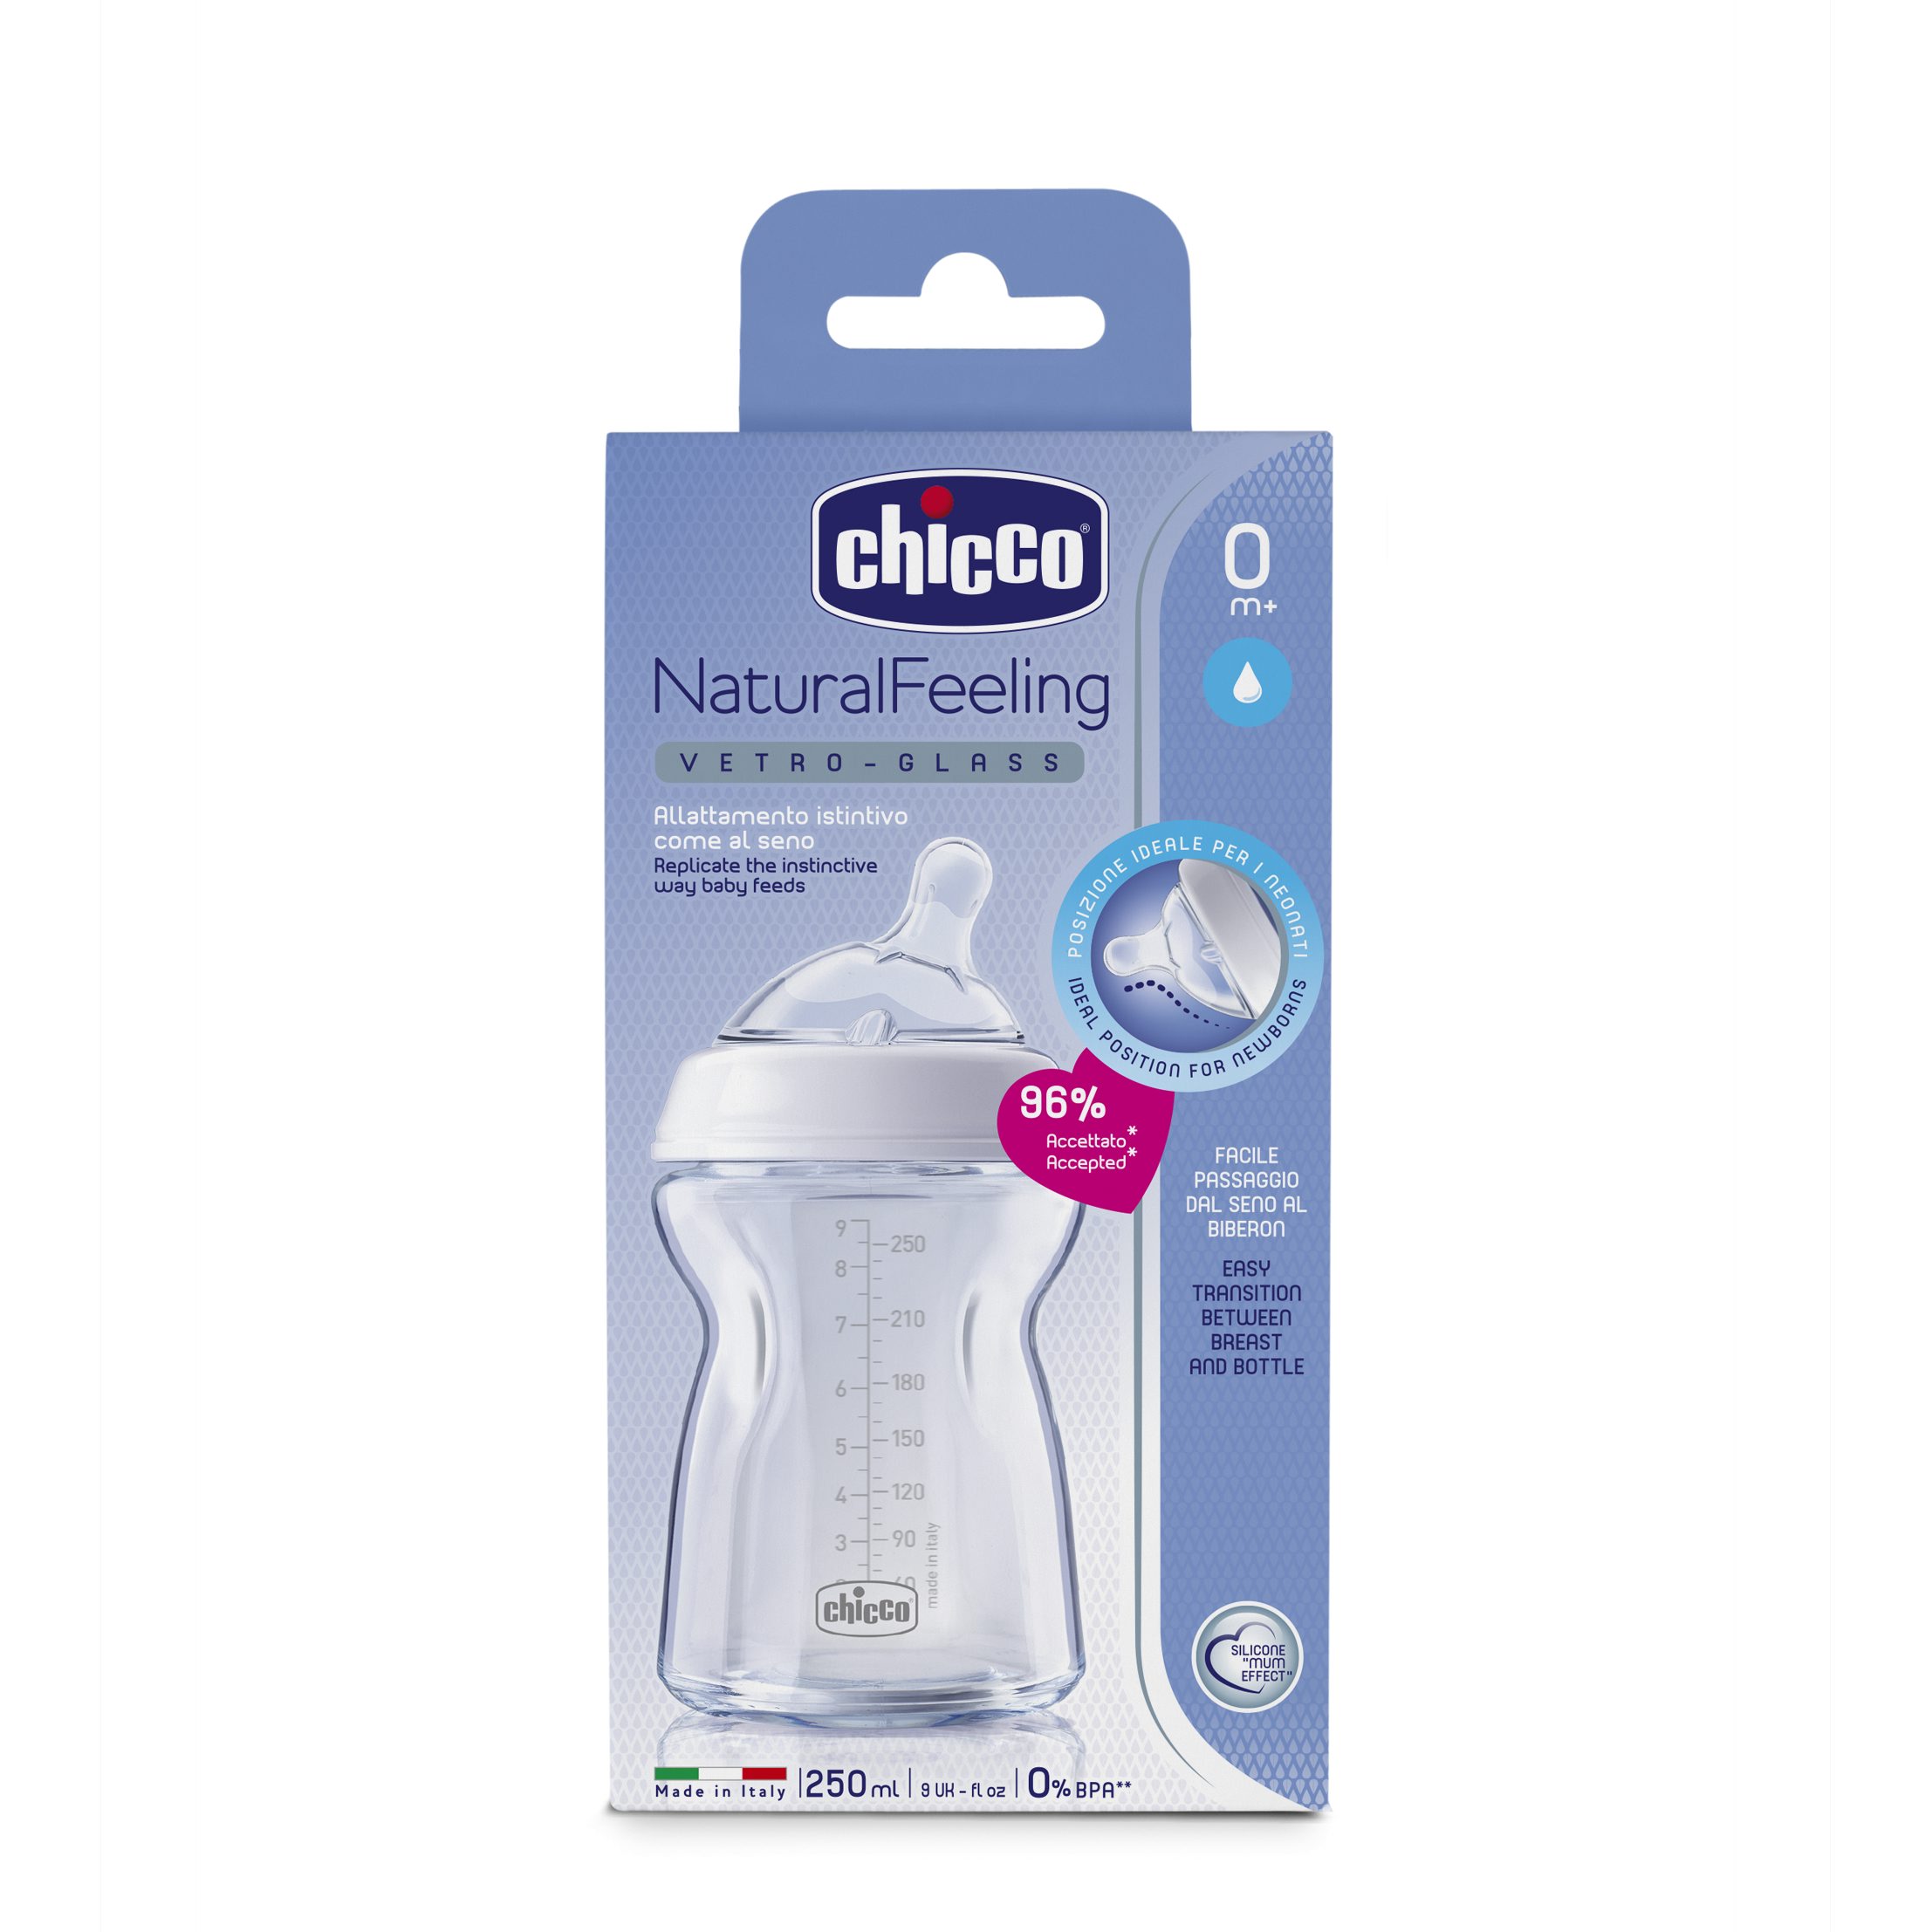 chicco®
0
m+
NaturalFeeling
VETRO-GLASS
Allattamento istintivo
come al seno
Replicate the instinctive
way baby feeds
POSIZIONE IDEALE PER I NEONATI
IDEAL POSITION FOR NEWBORNS
96%
Accettato*
Accepted*
FACILE
PASSAGGIO
DAL SENO AL
BIBERON
EASY
TRANSITION
BETWEEN
BREAST
AND BOTTLE
9
250
8
7
210
6
180
5
150
4
120
3
90
made in italy
chicco
SILICONE
"MUM
EFFECT"
Made in Italy
250 ml
9 UK - fl oz
0% BPA**